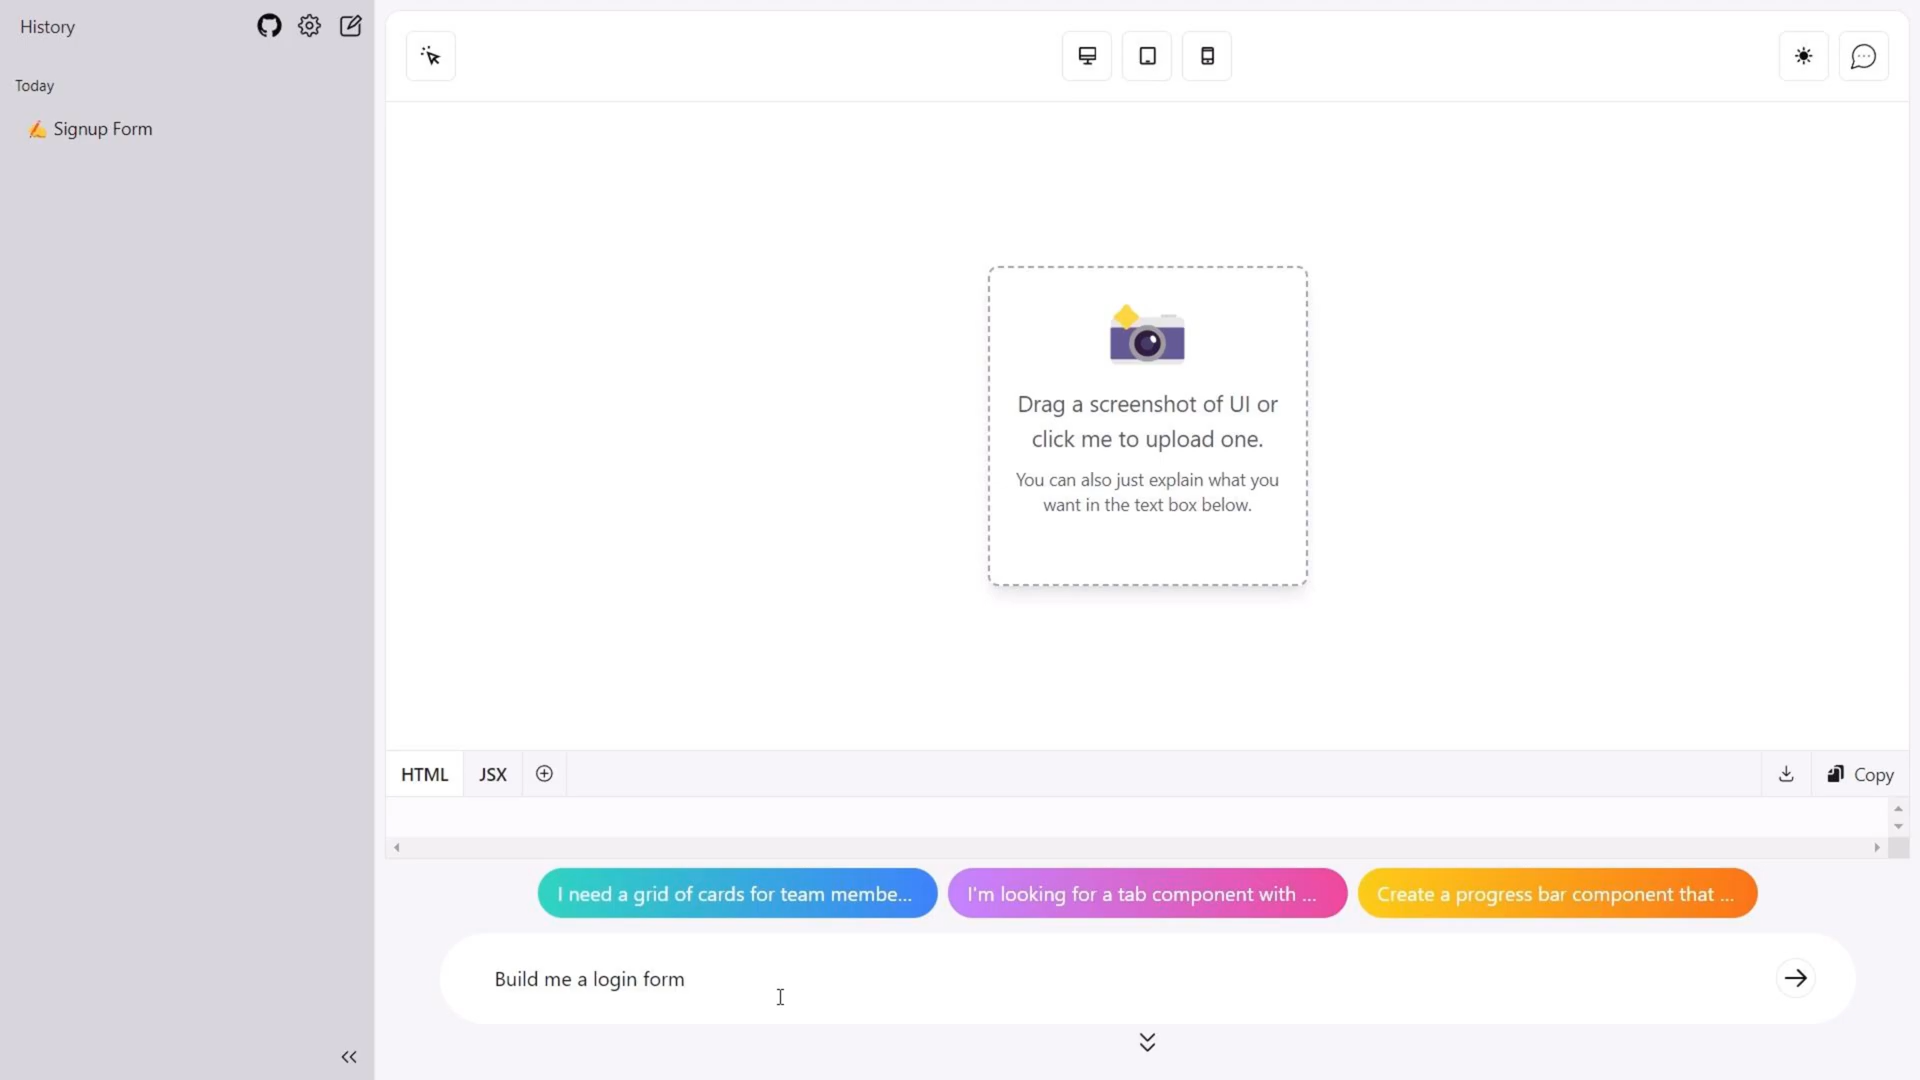 History
Today
✍️ Signup Form
Drag a screenshot of UI or
click me to upload one.
You can also just explain what you
want in the text box below.
HTML
JSX
Copy
I need a grid of cards for team membe...
I'm looking for a tab component with ...
Create a progress bar component that ...
Build me a login form